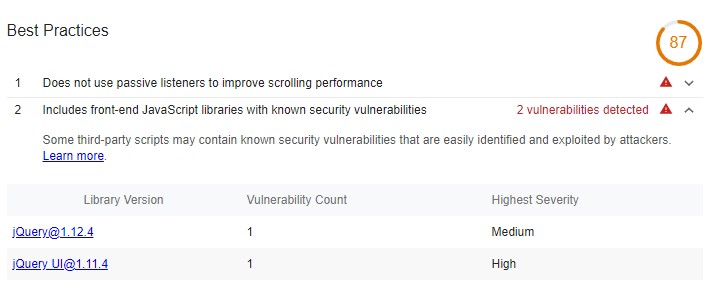 Best Practices
87
1 Does not use passive listeners to improve scrolling performance
2 Includes front-end JavaScript libraries with known security vulnerabilities 2 vulnerabilities detected
Some third-party scripts may contain known security vulnerabilities that are easily identified and exploited by attackers.
Learn more.
Library Version Vulnerability Count Highest Severity
jQuery@1.12.4 1 Medium
jQuery UI@1.11.4 1 High